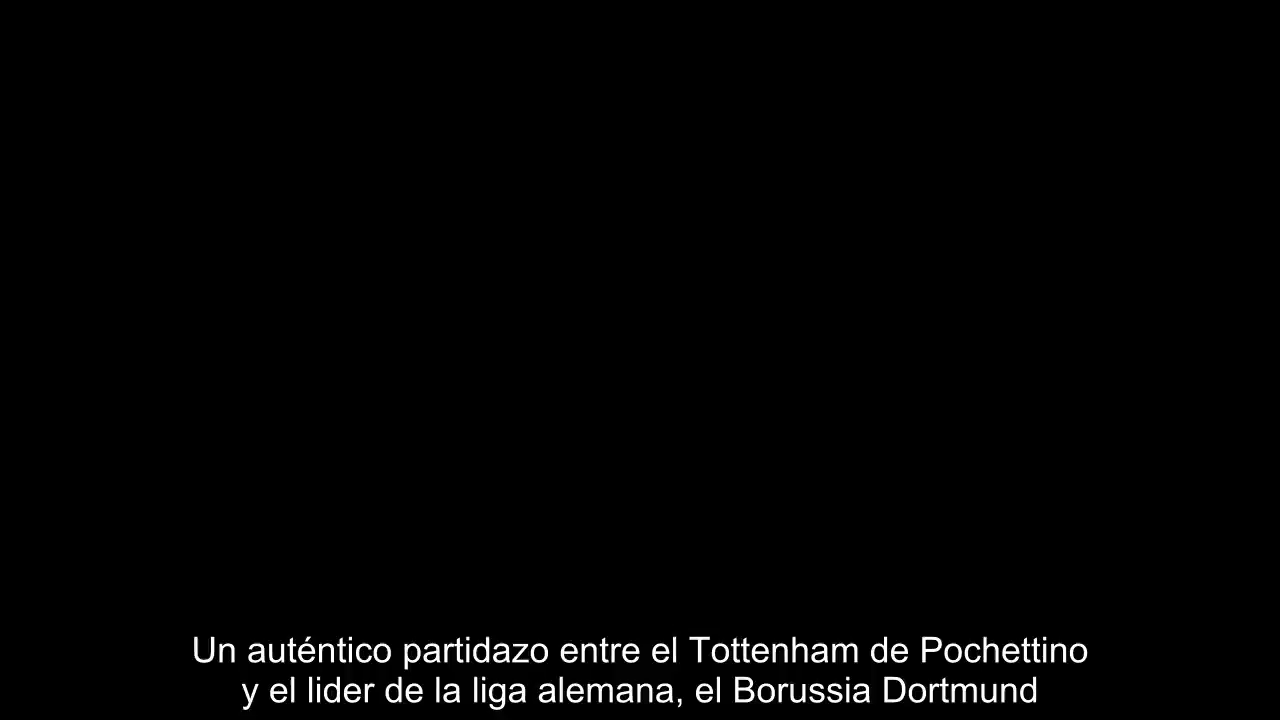 Un auténtico partidazo entre el Tottenham de Pochettino
y el lider de la liga alemana, el Borussia Dortmund